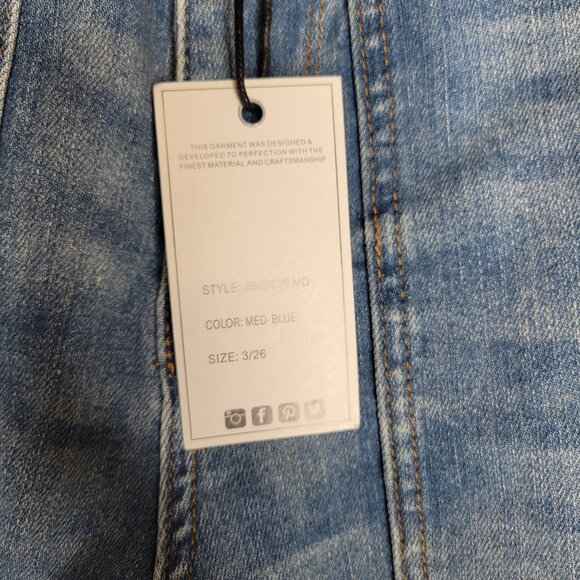 THIS GARMENT WAS DESIGNED &
DEVELOPED TO PERFECTION WITH THE
FINEST MATERIAL AND CRAFTSMANSHIP
STYLE: MD
COLOR: MED BLUE
SIZE: 3/26